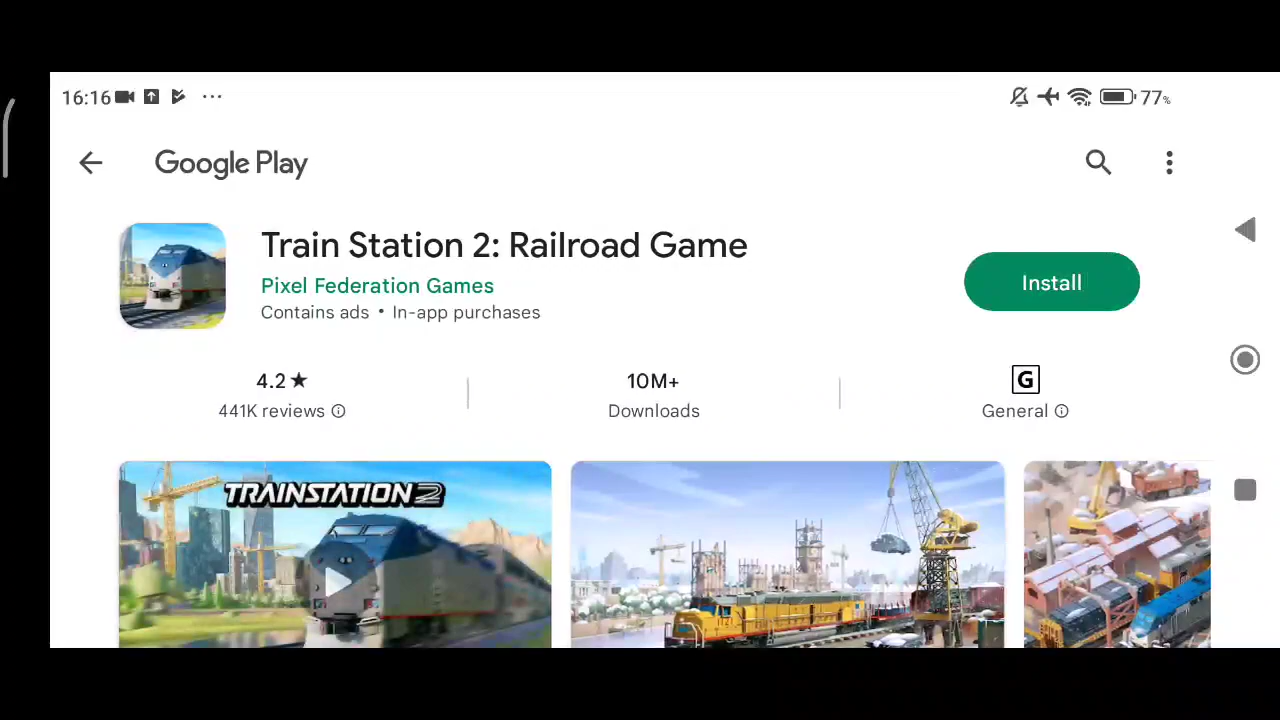 16:16 ... 77%
Google Play
Train Station 2: Railroad Game
Pixel Federation Games
Contains ads • In-app purchases
Install
4.2★
441K reviews
10M+
Downloads
G
General
TRAINSTATION 2